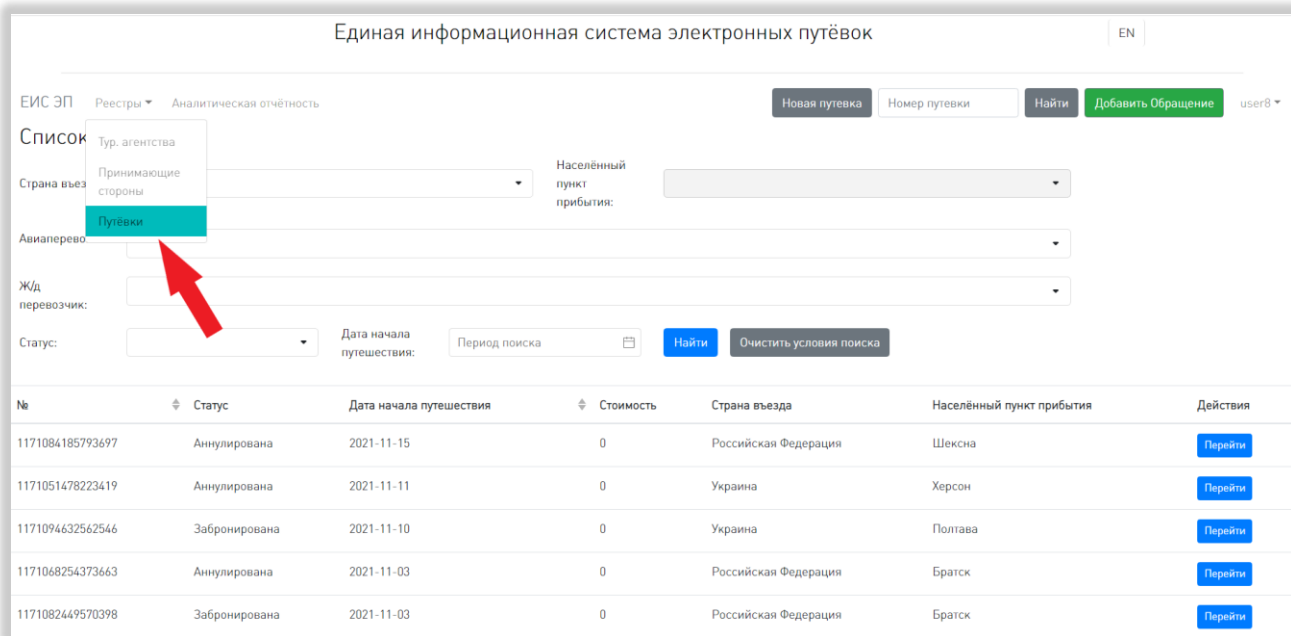 Единая информационная система электронных путёвок
EN
ЕИС ЭП Реестры Аналитическая отчётность Новая путевка Номер путевки Найти Добавить Обращение user8
Список
Тур. агентства
Принимающие
стороны
Путёвки
Страна въез
Населённый
пункт
прибытия:
Авиаперево
Ж/д
перевозчик:
Статус:
Дата начала
путешествия:
Период поиска
Найти
Очистить условия поиска
№ Статус Дата начала путешествия Стоимость Страна въезда Населённый пункт прибытия Действия
1171084185793697 Аннулирована 2021-11-15 0 Российская Федерация Шексна Перейти
1171051478223419 Аннулирована 2021-11-11 0 Украина Херсон Перейти
1171094632562546 Забронирована 2021-11-10 0 Украина Полтава Перейти
1171068254373663 Аннулирована 2021-11-03 0 Российская Федерация Братск Перейти
1171082449570398 Забронирована 2021-11-03 0 Российская Федерация Братск Перейти